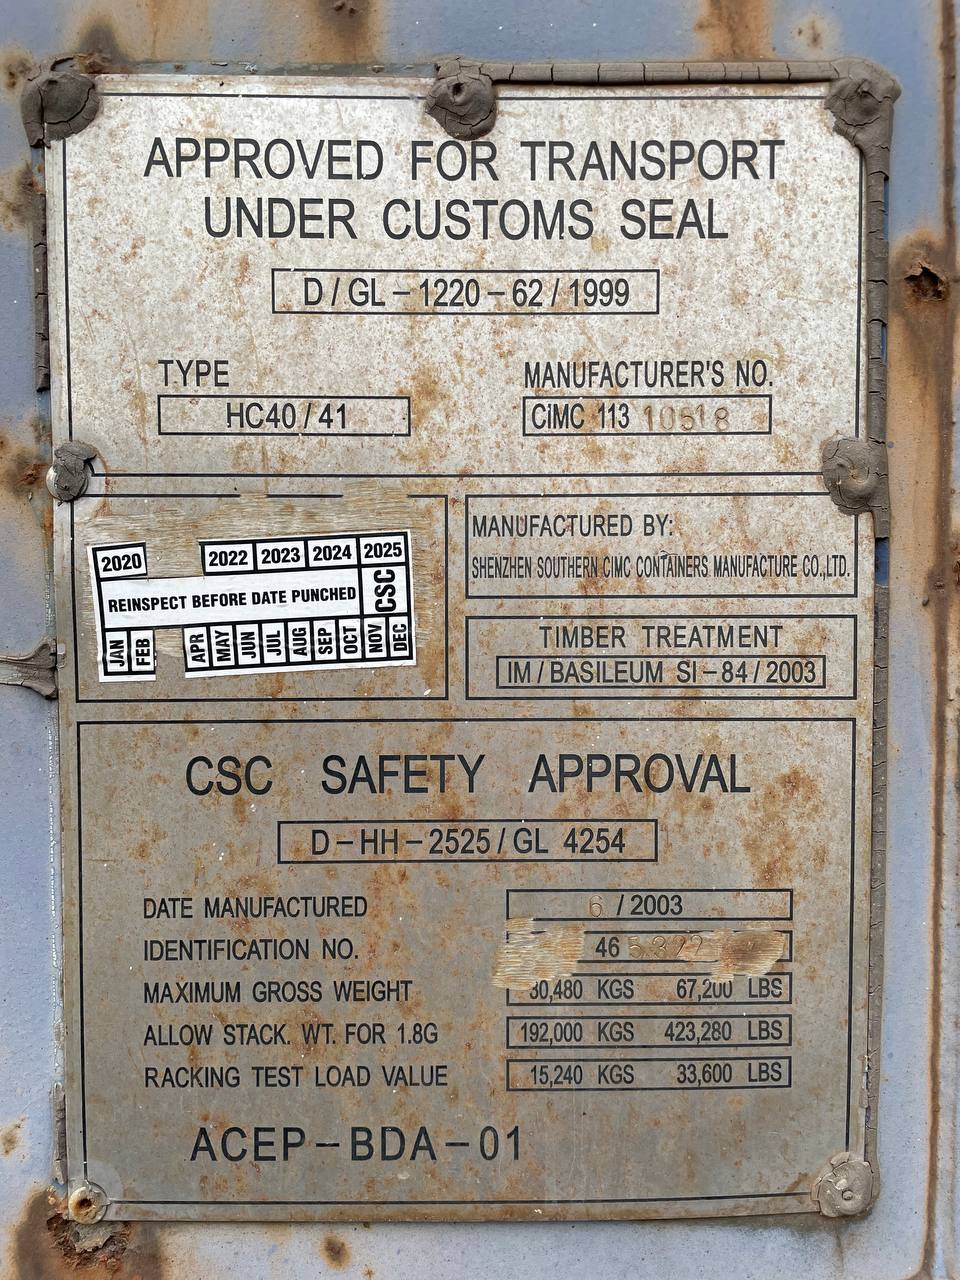 APPROVED FOR TRANSPORT
UNDER CUSTOMS SEAL
D / GL – 1220 – 62 / 1999
TYPE
HC40 / 41
MANUFACTURER'S NO.
CiMC 113 10518
2020 2022 2023 2024 2025
REINSPECT BEFORE DATE PUNCHED
CSC
JAN FEB APR MAY JUN JUL AUG SEP OCT NOV DEC
MANUFACTURED BY:
SHENZHEN SOUTHERN CIMC CONTAINERS MANUFACTURE CO.,LTD.
TIMBER TREATMENT
IM / BASILEUM SI – 84 / 2003
CSC SAFETY APPROVAL
D – HH – 2525 / GL 4254
DATE MANUFACTURED 6 / 2003
IDENTIFICATION NO. 46
MAXIMUM GROSS WEIGHT 30,480 KGS 67,200 LBS
ALLOW STACK. WT. FOR 1.8G 192,000 KGS 423,280 LBS
RACKING TEST LOAD VALUE 15,240 KGS 33,600 LBS
ACEP – BDA – 01